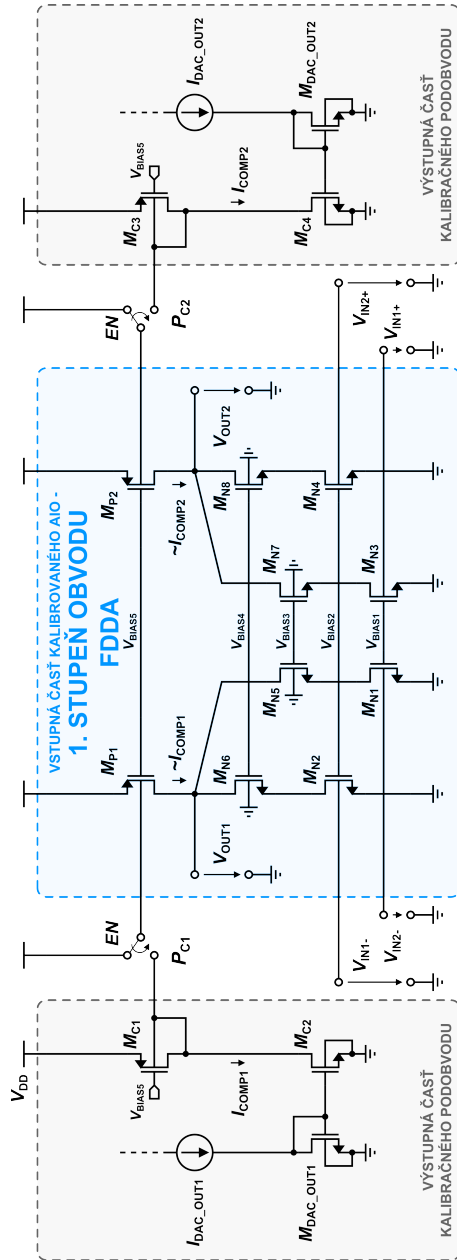 V_DD
M_C1
V_BIAS5
I_COMP1
I_DAC_OUT1
M_DAC_OUT1
M_C2
VÝSTUPNÁ ČASŤ
KALIBRAČNÉHO PODOBVODU
EN
P_C1
V_IN1-
V_IN2-
VSTUPNÁ ČASŤ KALIBROVANÉHO AIO -
1. STUPEŇ OBVODU
FDDA
M_P1
V_BIAS5
M_P2
~I_COMP1
~I_COMP2
V_OUT1
V_OUT2
M_N6
V_BIAS4
M_N8
M_N5
V_BIAS3
M_N7
M_N2
V_BIAS2
M_N4
M_N1
V_BIAS1
M_N3
EN
P_C2
V_IN2+
V_IN1+
M_C3
V_BIAS5
I_COMP2
I_DAC_OUT2
M_DAC_OUT2
M_C4
VÝSTUPNÁ ČASŤ
KALIBRAČNÉHO PODOBVODU